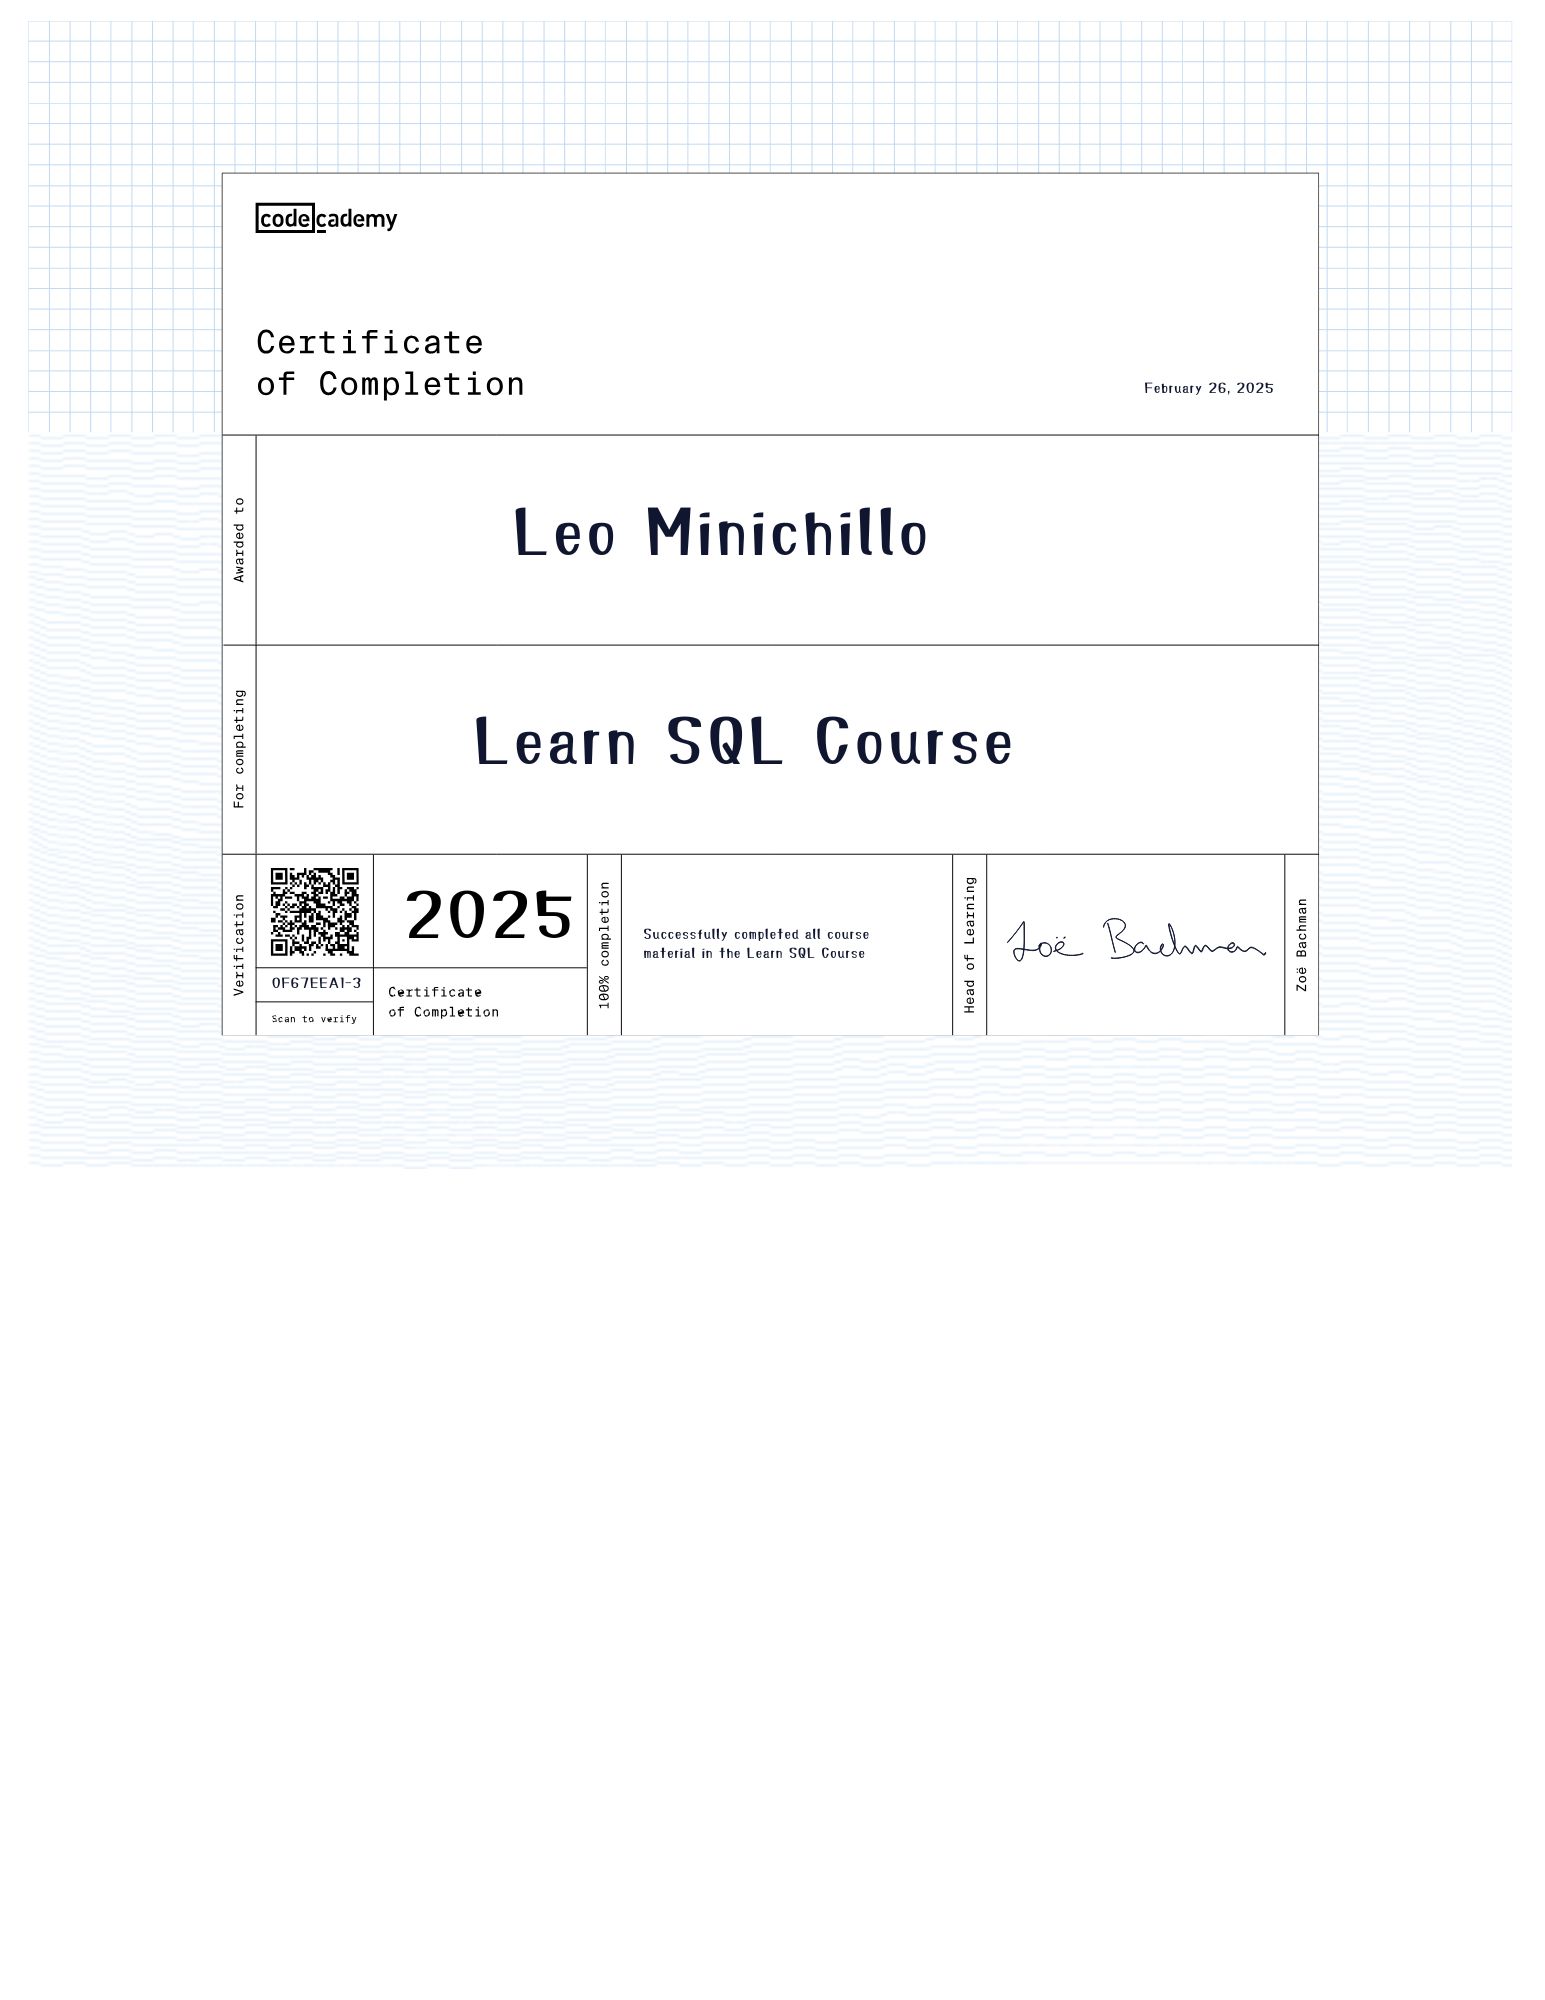 codecademy
Certificate
of Completion
February 26, 2025
Awarded to
Leo Minichillo
For completing
Learn SQL Course
Verification
0F67EEA1-3
Scan to verify
2025
Certificate
of Completion
100% completion
Successfully completed all course
material in the Learn SQL Course
Head of Learning
Zoë Bachman
Zoë Bachman